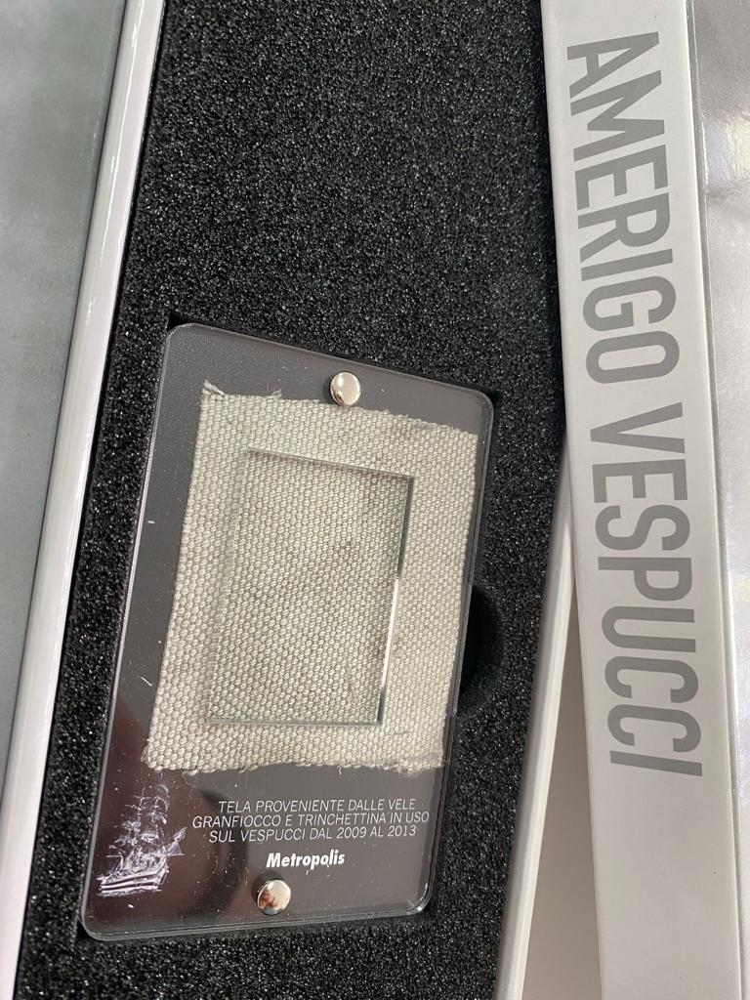 AMERIGO VESPUCCI
TELA PROVENIENTE DALLE VELE
GRANFIOCCO E TRINCHETTINA IN USO
SUL VESPUCCI DAL 2009 AL 2013
Metropolis